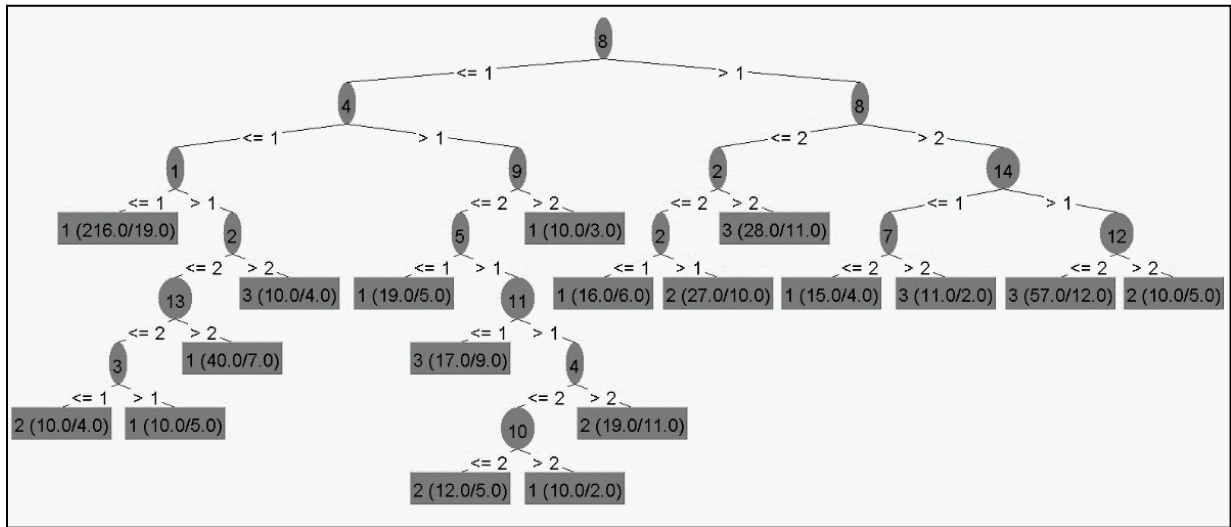 8
<= 1 > 1
4 8
<= 1 > 1 <= 2 > 2
1 9 2 14
<= 1 > 1 <= 2 > 2 <= 2 > 2 <= 1 > 1
1 (216.0/19.0) 2 5 1 (10.0/3.0) 2 3 (28.0/11.0) 7 12
<= 2 > 2 <= 1 > 1 <= 1 > 1 <= 2 > 2 <= 2 > 2
13 3 (10.0/4.0) 1 (19.0/5.0) 11 1 (16.0/6.0) 2 (27.0/10.0) 1 (15.0/4.0) 3 (11.0/2.0) 3 (57.0/12.0) 2 (10.0/5.0)
<= 2 > 2 <= 1 > 1
3 1 (40.0/7.0) 3 (17.0/9.0) 4
<= 1 > 1 <= 2 > 2
2 (10.0/4.0) 1 (10.0/5.0) 10 2 (19.0/11.0)
<= 2 > 2
2 (12.0/5.0) 1 (10.0/2.0)